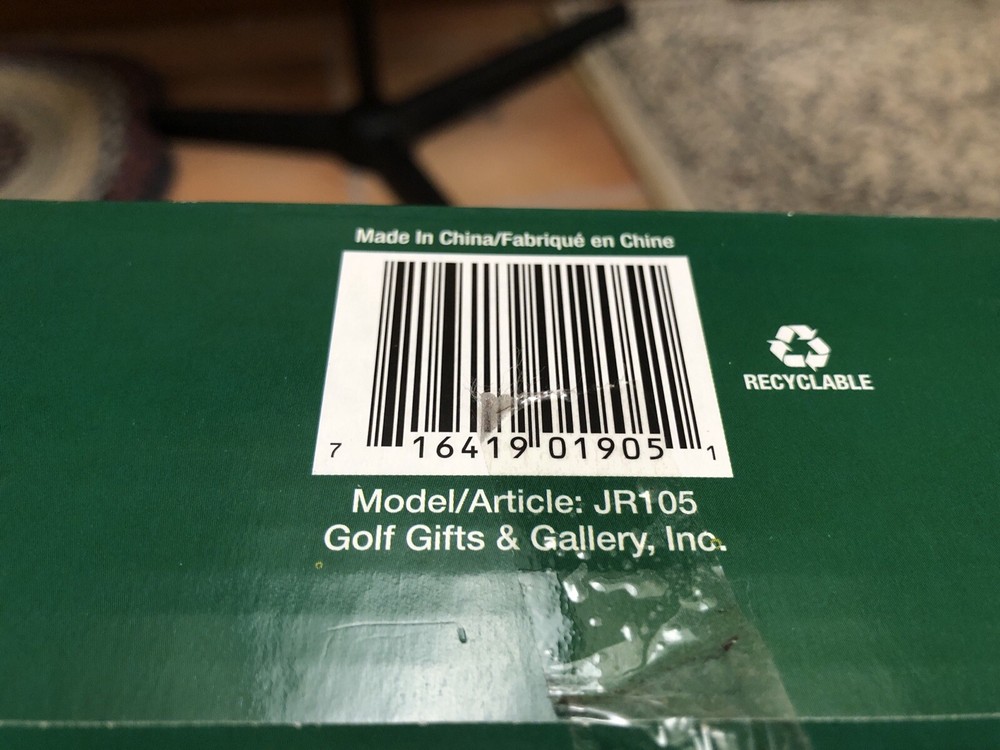 Made In China/Fabriqué en Chine
7 16419 01905 1
RECYCLABLE
Model/Article: JR105
Golf Gifts & Gallery, Inc.